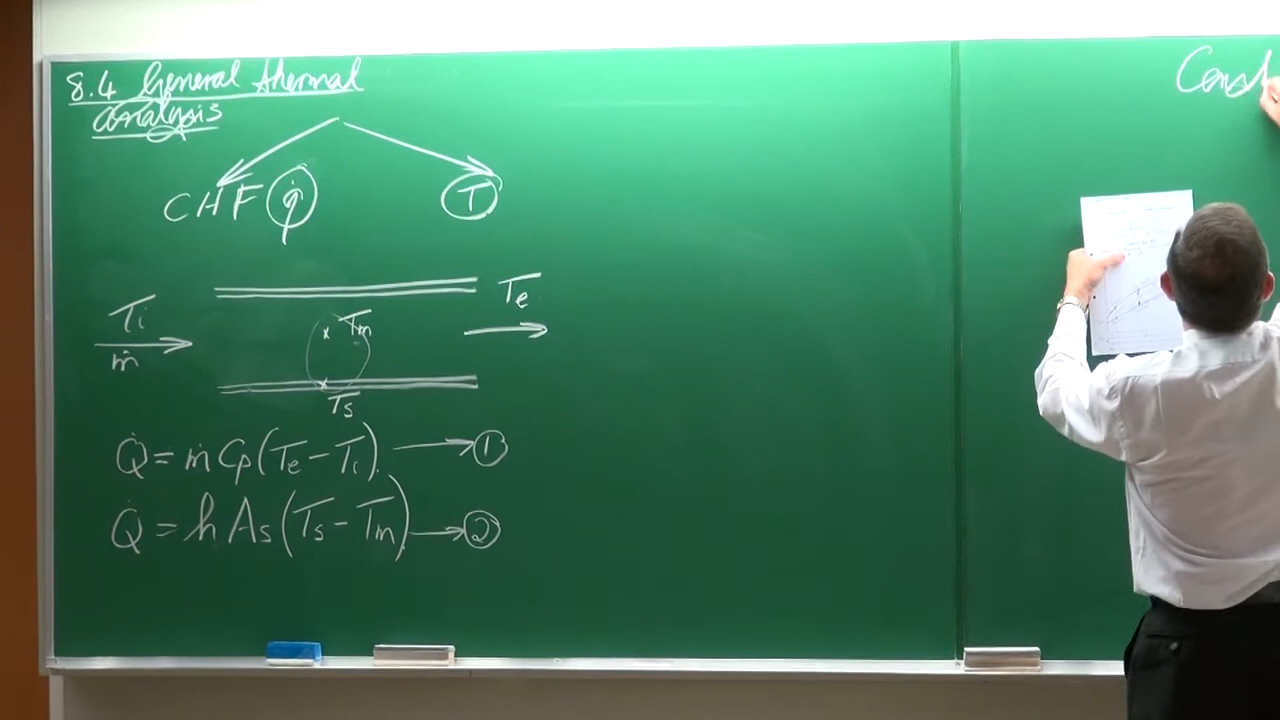 8.4 General thermal
analysis
CHF q̇
T
Ti
ṁ
Te
Tm
Ts
Q̇ = ṁ Cp (Te - Ti) → ①
Q̇ = h As (Ts - Tm) → ②
Const